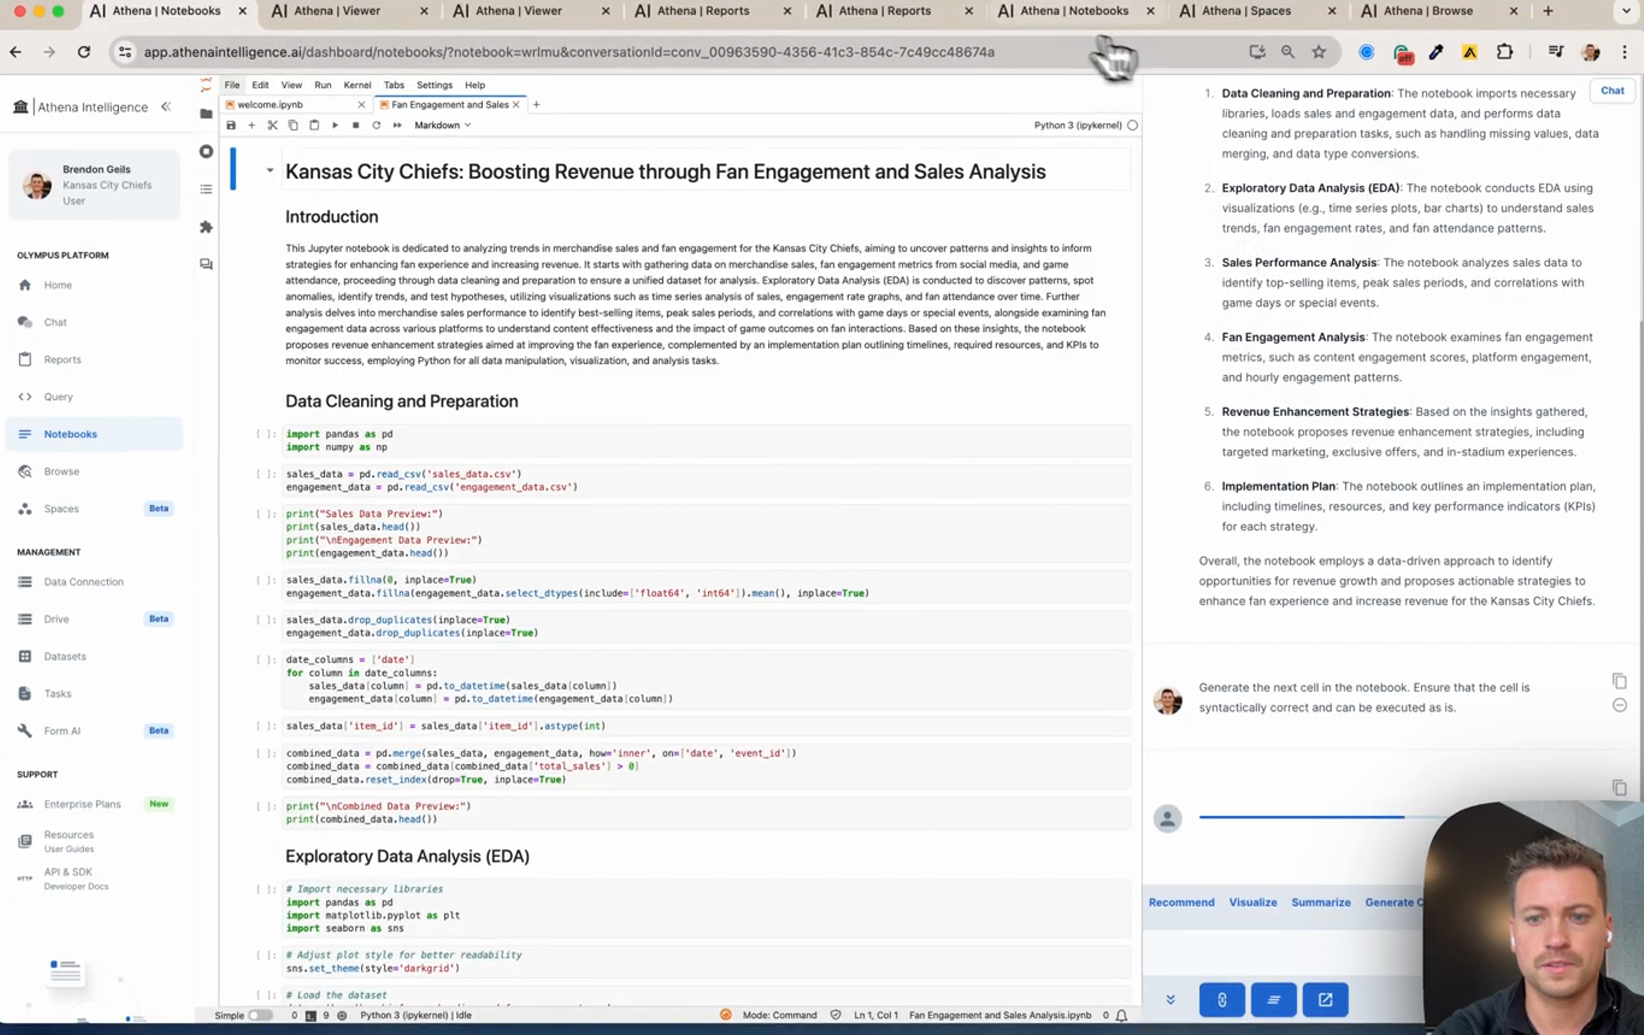 Athena | Notebooks
Athena | Viewer
Athena | Viewer
Athena | Reports
Athena | Reports
Athena | Notebooks
Athena | Spaces
Athena | Browse
app.athenaintelligence.ai/dashboard/notebooks/?notebook=wrlmu&conversationId=conv_00963590-4356-41c3-854c-7c49cc48674a
off
Athena Intelligence
Brendon Geils
Kansas City Chiefs
User
OLYMPUS PLATFORM
Home
Chat
Reports
Query
Notebooks
Browse
Spaces Beta
MANAGEMENT
Data Connection
Drive Beta
Datasets
Tasks
Form AI Beta
SUPPORT
Enterprise Plans New
Resources
User Guides
HTTP API & SDK
Developer Docs
File Edit View Run Kernel Tabs Settings Help
welcome.ipynb
Fan Engagement and Sales
Markdown
Python 3 (ipykernel)
Kansas City Chiefs: Boosting Revenue through Fan Engagement and Sales Analysis
Introduction
This Jupyter notebook is dedicated to analyzing trends in merchandise sales and fan engagement for the Kansas City Chiefs, aiming to uncover patterns and insights to inform
strategies for enhancing fan experience and increasing revenue. It starts with gathering data on merchandise sales, fan engagement metrics from social media, and game
attendance, proceeding through data cleaning and preparation to ensure a unified dataset for analysis. Exploratory Data Analysis (EDA) is conducted to discover patterns, spot
anomalies, identify trends, and test hypotheses, utilizing visualizations such as time series analysis of sales, engagement rate graphs, and fan attendance over time. Further
analysis delves into merchandise sales performance to identify best-selling items, peak sales periods, and correlations with game days or special events, alongside examining fan
engagement data across various platforms to understand content effectiveness and the impact of game outcomes on fan interactions. Based on these insights, the notebook
proposes revenue enhancement strategies aimed at improving the fan experience, complemented by an implementation plan outlining timelines, required resources, and KPIs to
monitor success, employing Python for all data manipulation, visualization, and analysis tasks.
Data Cleaning and Preparation
[ ]: import pandas as pd
import numpy as np
[ ]: sales_data = pd.read_csv('sales_data.csv')
engagement_data = pd.read_csv('engagement_data.csv')
[ ]: print("Sales Data Preview:")
print(sales_data.head())
print("\nEngagement Data Preview:")
print(engagement_data.head())
[ ]: sales_data.fillna(0, inplace=True)
engagement_data.fillna(engagement_data.select_dtypes(include=['float64', 'int64']).mean(), inplace=True)
[ ]: sales_data.drop_duplicates(inplace=True)
engagement_data.drop_duplicates(inplace=True)
[ ]: date_columns = ['date']
for column in date_columns:
sales_data[column] = pd.to_datetime(sales_data[column])
engagement_data[column] = pd.to_datetime(engagement_data[column])
[ ]: sales_data['item_id'] = sales_data['item_id'].astype(int)
[ ]: combined_data = pd.merge(sales_data, engagement_data, how='inner', on=['date', 'event_id'])
combined_data = combined_data[combined_data['total_sales'] > 0]
combined_data.reset_index(drop=True, inplace=True)
[ ]: print("\nCombined Data Preview:")
print(combined_data.head())
Exploratory Data Analysis (EDA)
[ ]: # Import necessary libraries
import pandas as pd
import matplotlib.pyplot as plt
import seaborn as sns
[ ]: # Adjust plot style for better readability
sns.set_theme(style='darkgrid')
[ ]: # Load the dataset
Simple 0 9 Python 3 (ipykernel) | Idle Mode: Command Ln 1, Col 1 Fan Engagement and Sales Analysis.ipynb 0
Chat
1. Data Cleaning and Preparation: The notebook imports necessary
libraries, loads sales and engagement data, and performs data
cleaning and preparation tasks, such as handling missing values, data
merging, and data type conversions.
2. Exploratory Data Analysis (EDA): The notebook conducts EDA using
visualizations (e.g., time series plots, bar charts) to understand sales
trends, fan engagement rates, and fan attendance patterns.
3. Sales Performance Analysis: The notebook analyzes sales data to
identify top-selling items, peak sales periods, and correlations with
game days or special events.
4. Fan Engagement Analysis: The notebook examines fan engagement
metrics, such as content engagement scores, platform engagement,
and hourly engagement patterns.
5. Revenue Enhancement Strategies: Based on the insights gathered,
the notebook proposes revenue enhancement strategies, including
targeted marketing, exclusive offers, and in-stadium experiences.
6. Implementation Plan: The notebook outlines an implementation plan,
including timelines, resources, and key performance indicators (KPIs)
for each strategy.
Overall, the notebook employs a data-driven approach to identify
opportunities for revenue growth and proposes actionable strategies to
enhance fan experience and increase revenue for the Kansas City Chiefs.
Generate the next cell in the notebook. Ensure that the cell is
syntactically correct and can be executed as is.
Recommend Visualize Summarize Generate C